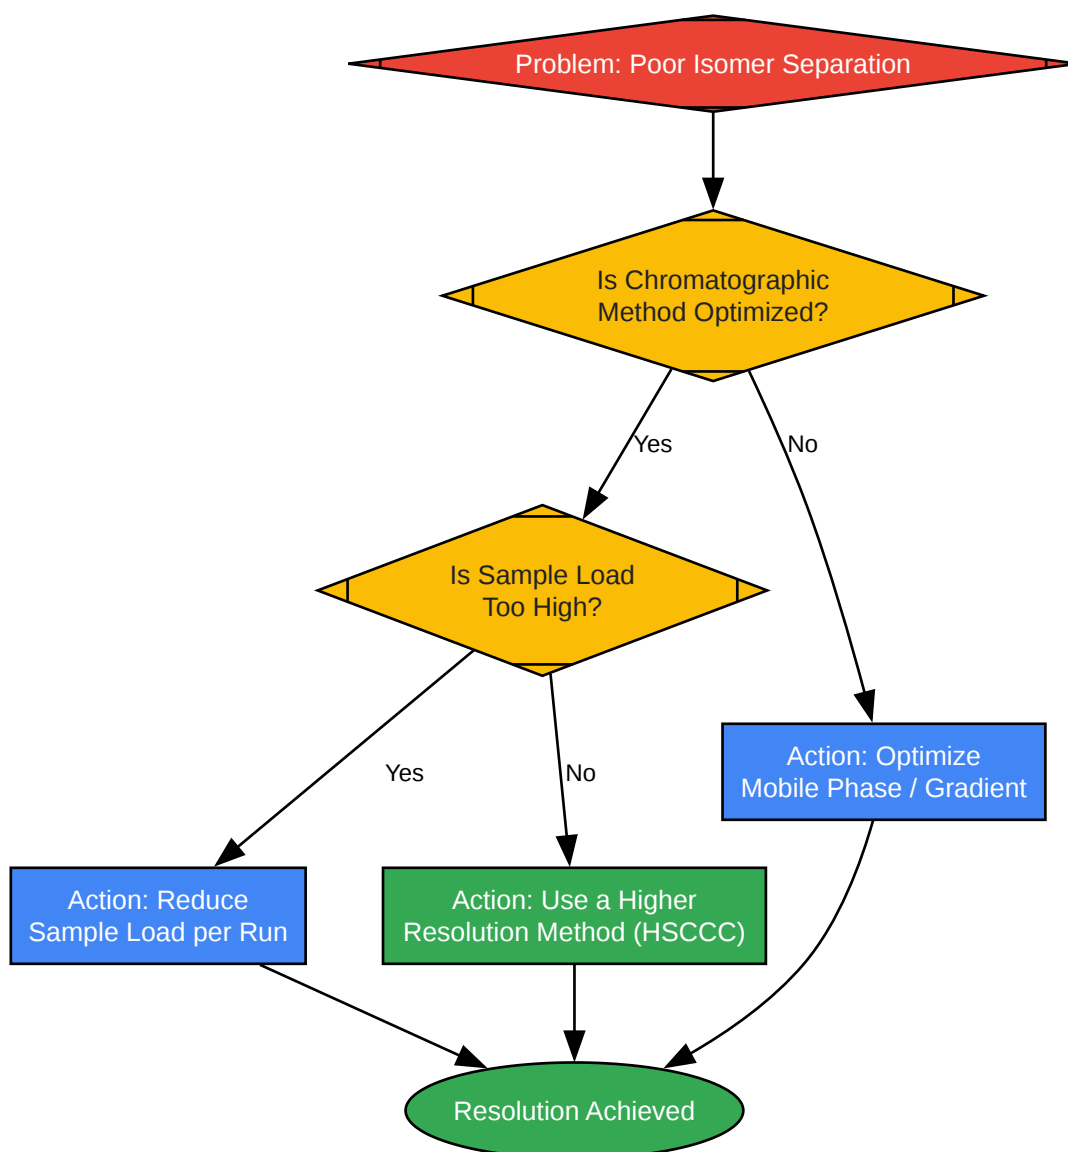 Problem: Poor Isomer Separation
Is Chromatographic
Method Optimized?
Yes
No
Is Sample Load
Too High?
Action: Optimize
Mobile Phase / Gradient
Yes
No
Action: Reduce
Sample Load per Run
Action: Use a Higher
Resolution Method (HSCCC)
Resolution Achieved